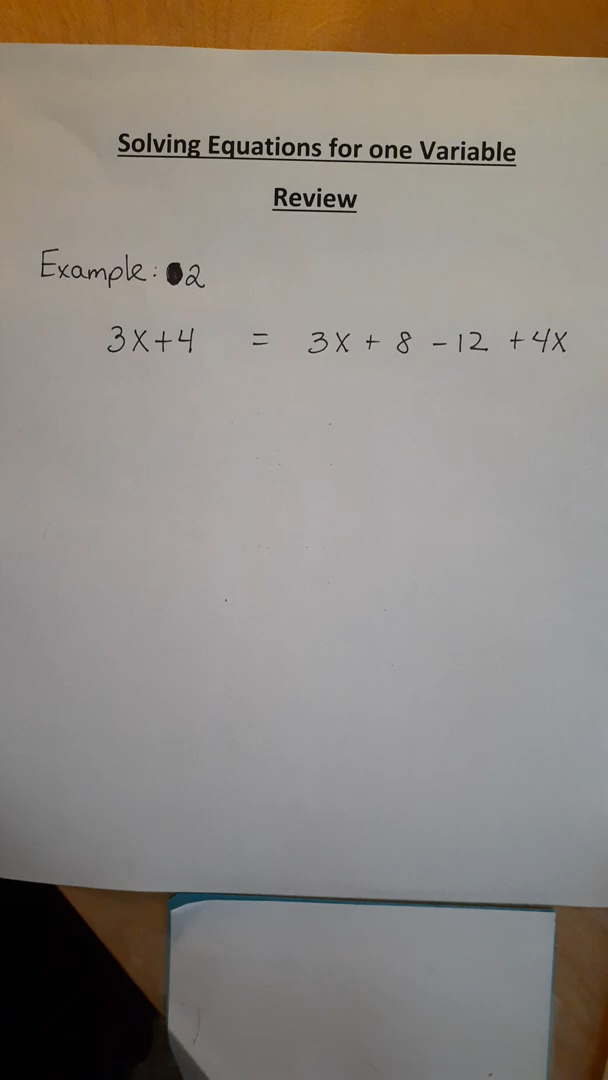 Solving Equations for one Variable
Review
Example: 2
3x+4 = 3x + 8 - 12 + 4x